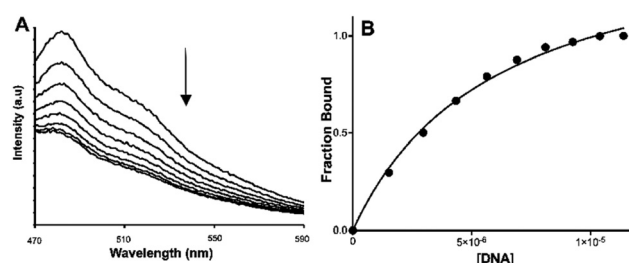 A
Intensity (a.u)
470
510
550
590
Wavelength (nm)
B
Fraction Bound
1.0
0.5
0.0
0
5×10⁻⁶
1×10⁻⁵
[DNA]